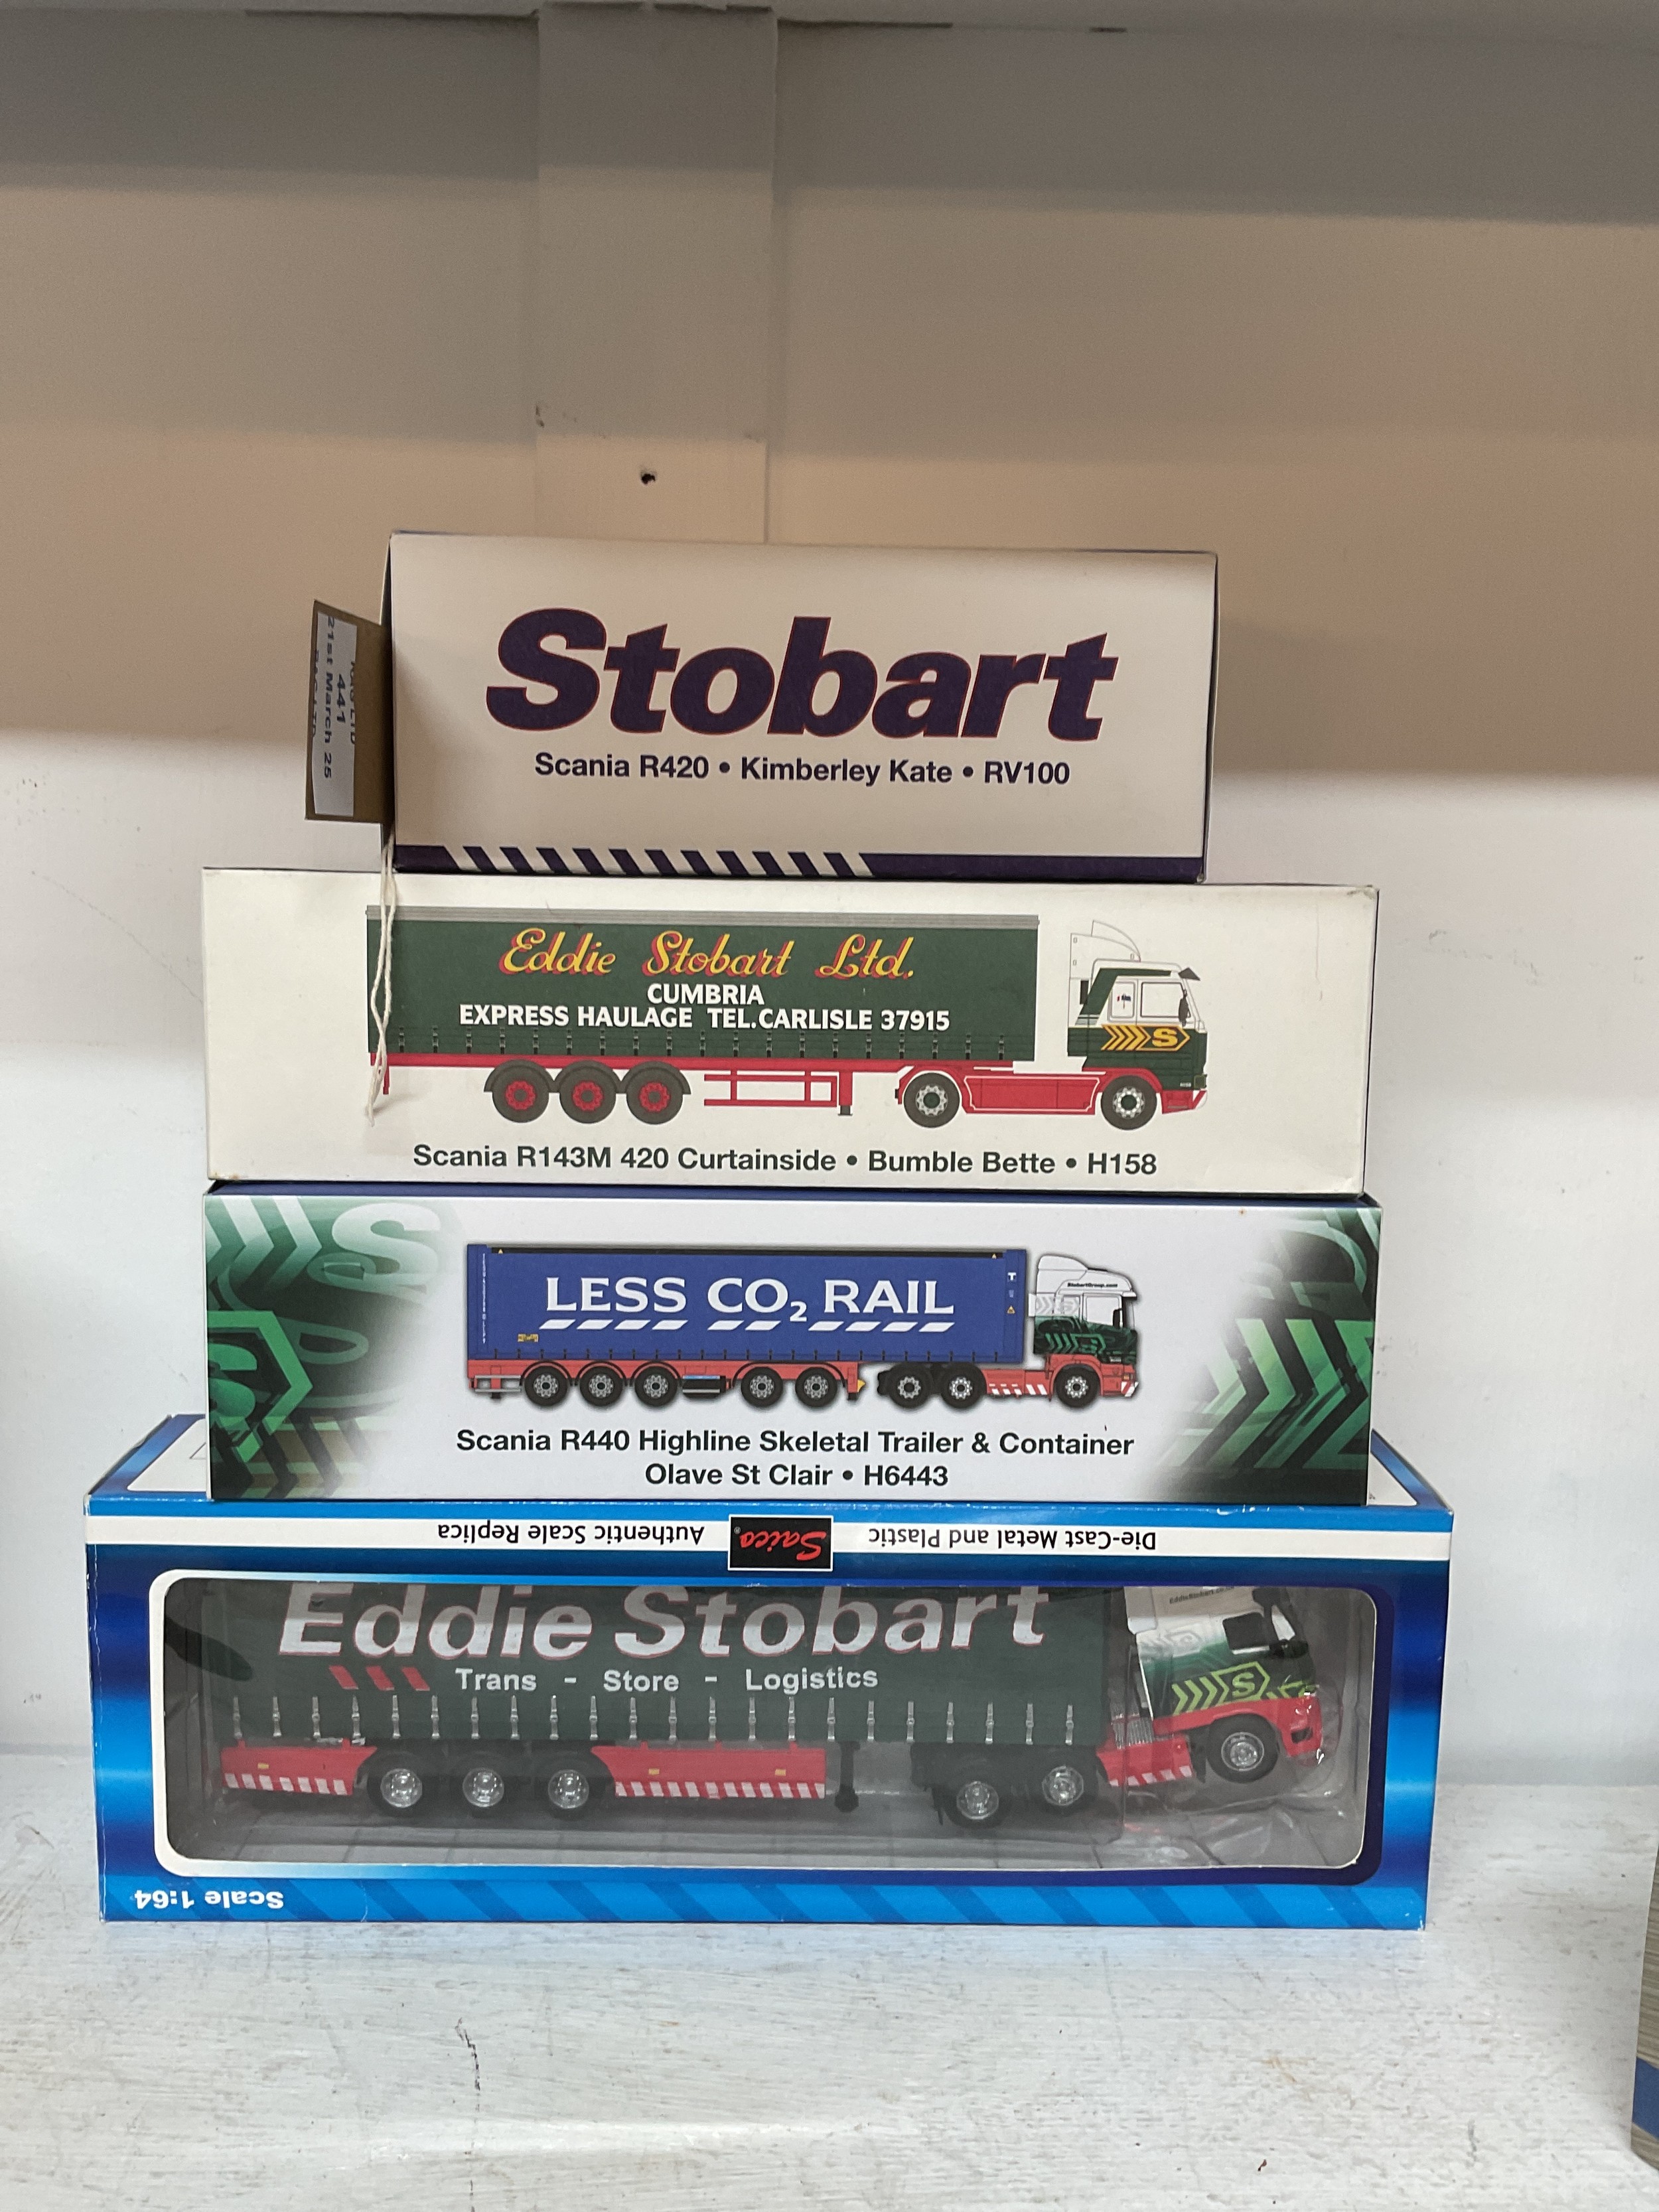 441
21st March 25
Stobart
Scania R420 • Kimberley Kate • RV100
Eddie Stobart Ltd.
CUMBRIA
EXPRESS HAULAGE TEL.CARLISLE 37915
S
Scania R143M 420 Curtainside • Bumble Bette • H158
S
S
LESS CO₂ RAIL
StobartGroup.com
Scania R440 Highline Skeletal Trailer & Container
Olave St Clair • H6443
Die-Cast Metal and Plastic Saico® Authentic Scale Replica
Eddie Stobart
Trans - Store - Logistics
S
Scale 1:64